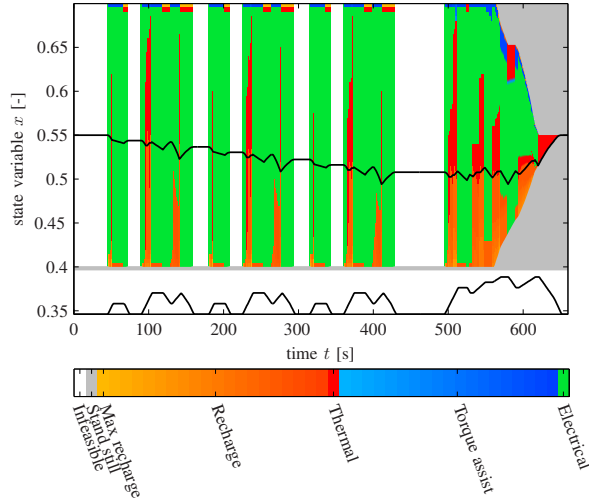 state variable x [-]
0.65
0.6
0.55
0.5
0.45
0.4
0.35
0
100
200
300
400
500
600
time t [s]
Infeasible
Stand still
Max recharge
Recharge
Thermal
Torque assist
Electrical